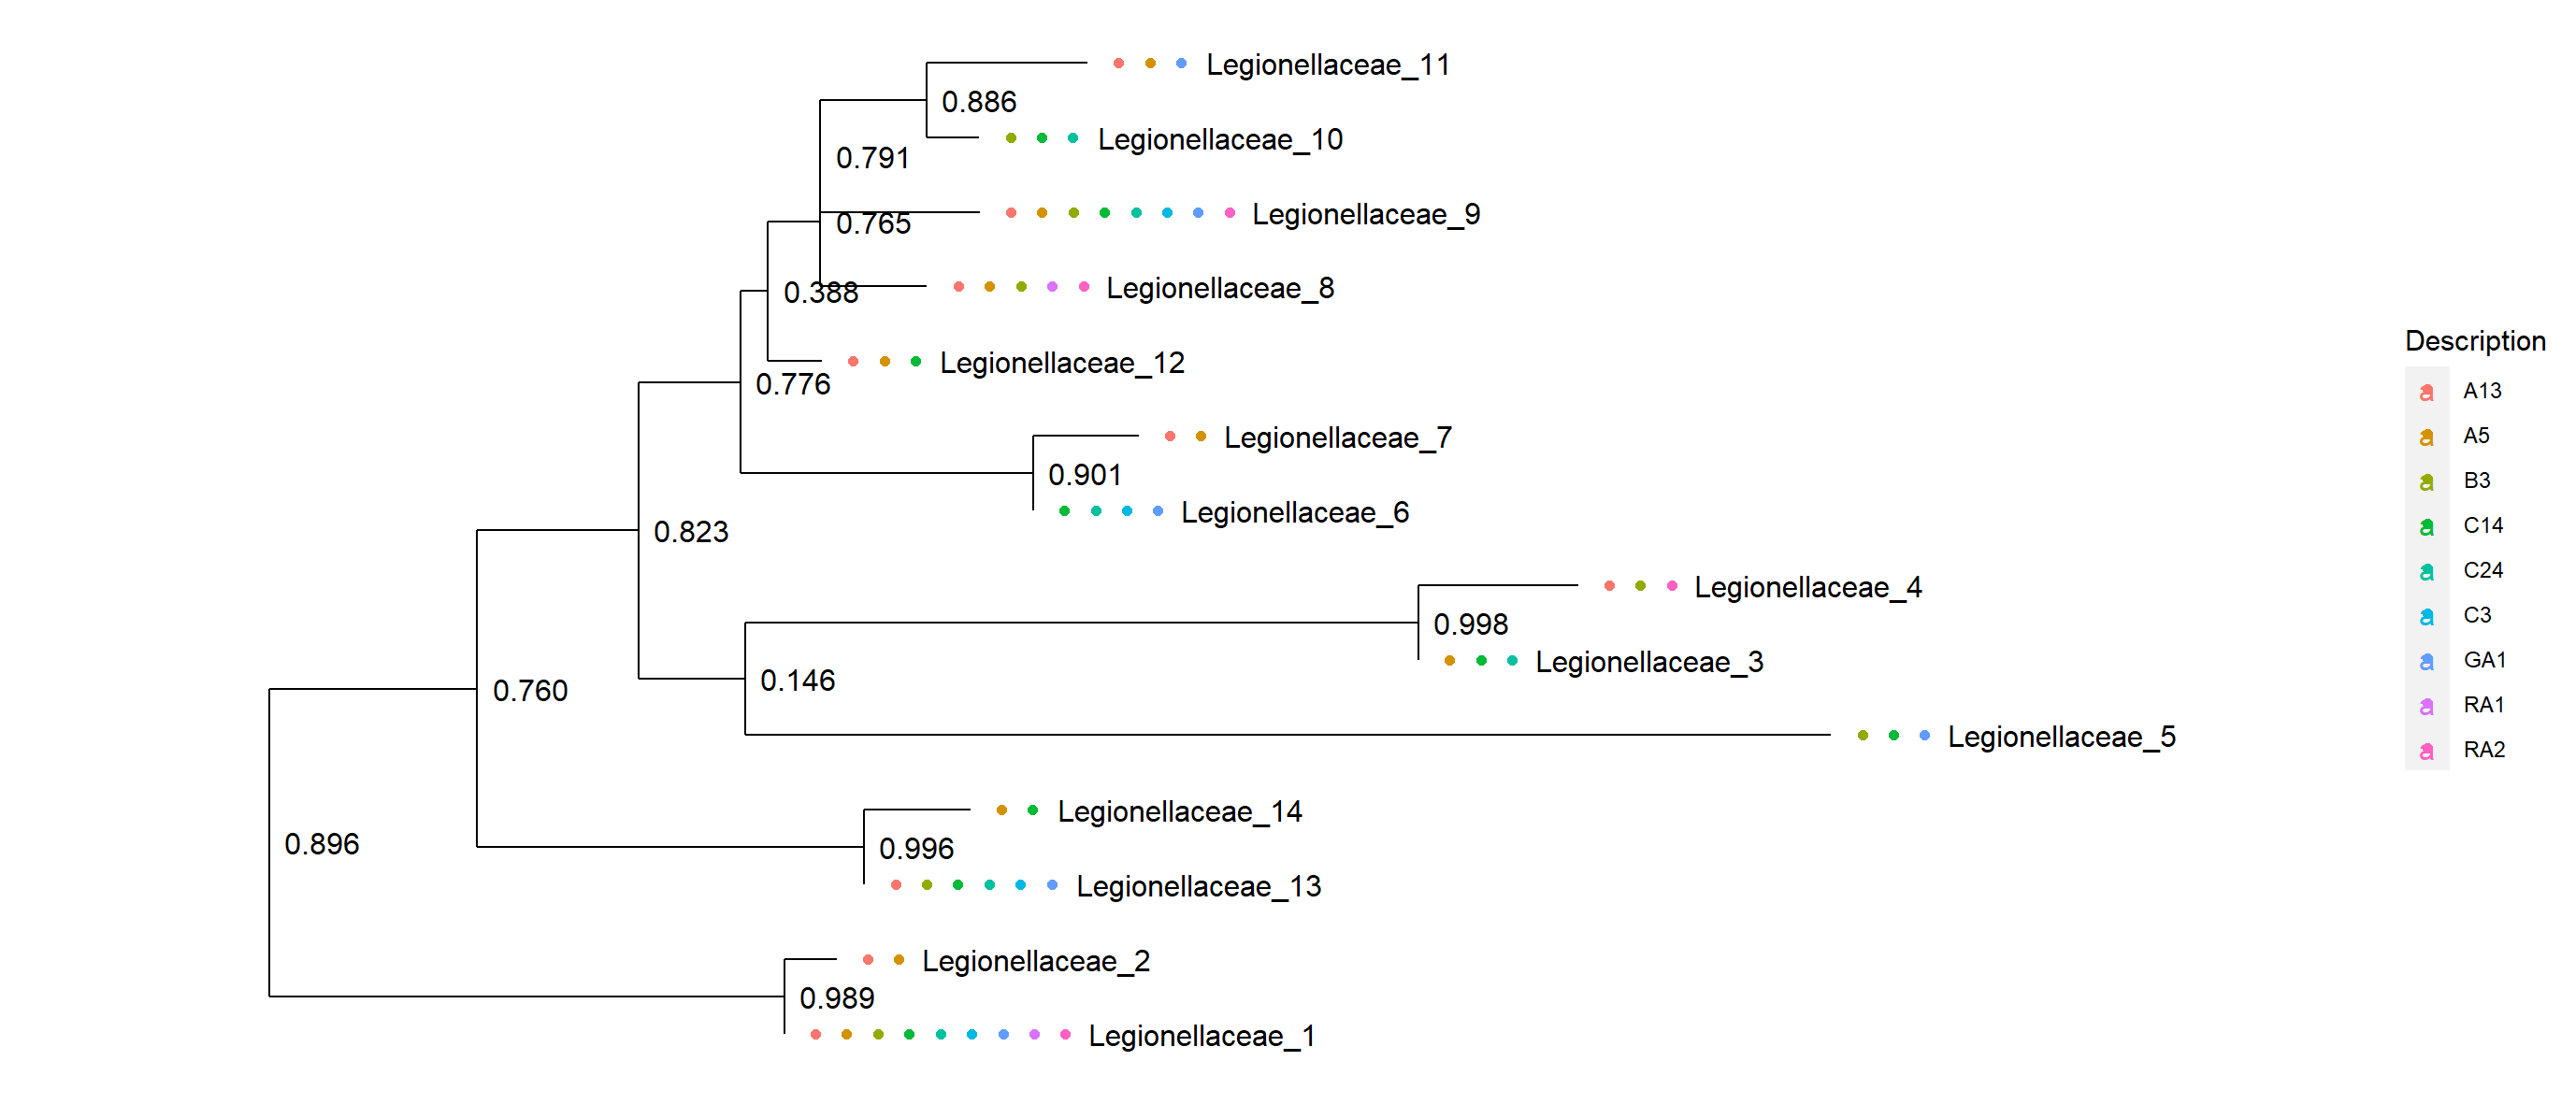 Legionellaceae_11
0.886
Legionellaceae_10
0.791
Legionellaceae_9
0.765
Legionellaceae_8
0.388
Legionellaceae_12
0.776
Legionellaceae_7
0.901
Legionellaceae_6
0.823
Legionellaceae_4
0.998
Legionellaceae_3
0.146
0.760
Legionellaceae_5
Legionellaceae_14
0.896
0.996
Legionellaceae_13
Legionellaceae_2
0.989
Legionellaceae_1
Description
a A13
a A5
a B3
a C14
a C24
a C3
a GA1
a RA1
a RA2